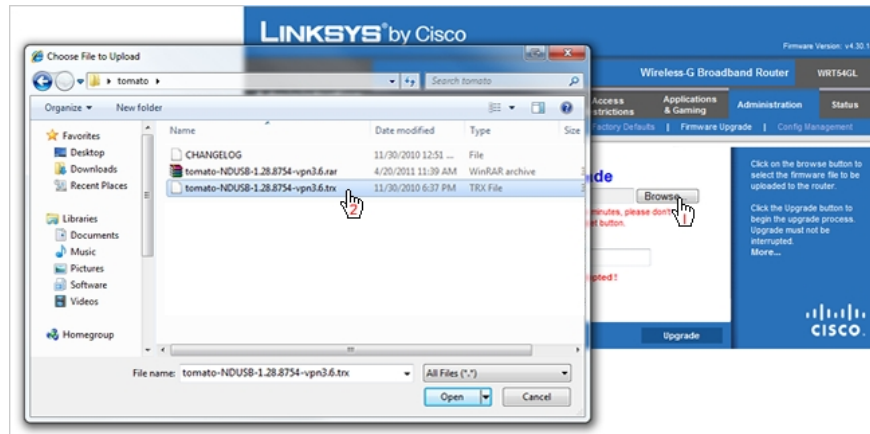 LINKSYS® by Cisco
Firmware Version: v4.30.1
Choose File to Upload
tomato
Search tomato
Wireless-G Broadband Router
WRT54GL
Organize
New folder
Access
Applications
& Gaming
Administration
Status
Factory Defaults | Firmware Upgrade | Config Management
Favorites
Desktop
Downloads
Recent Places
Libraries
Documents
Music
Pictures
Software
Videos
Homegroup
Name
Date modified
Type
Size
CHANGELOG
11/30/2010 12:51 ...
File
tomato-NDUSB-1.28.8754-vpn3.6.rar
4/20/2011 11:39 AM
WinRAR archive
tomato-NDUSB-1.28.8754-vpn3.6.trx
11/30/2010 6:37 PM
TRX File
2
Browse...
1
minutes, please don't
Click on the browse button to
select the firmware file to be
uploaded to the router.
Click the Upgrade button to
begin the upgrade process.
Upgrade must not be
interrupted.
More...
Upgrade
CISCO.
File name: tomato-NDUSB-1.28.8754-vpn3.6.trx
All Files (*.*)
Open
Cancel